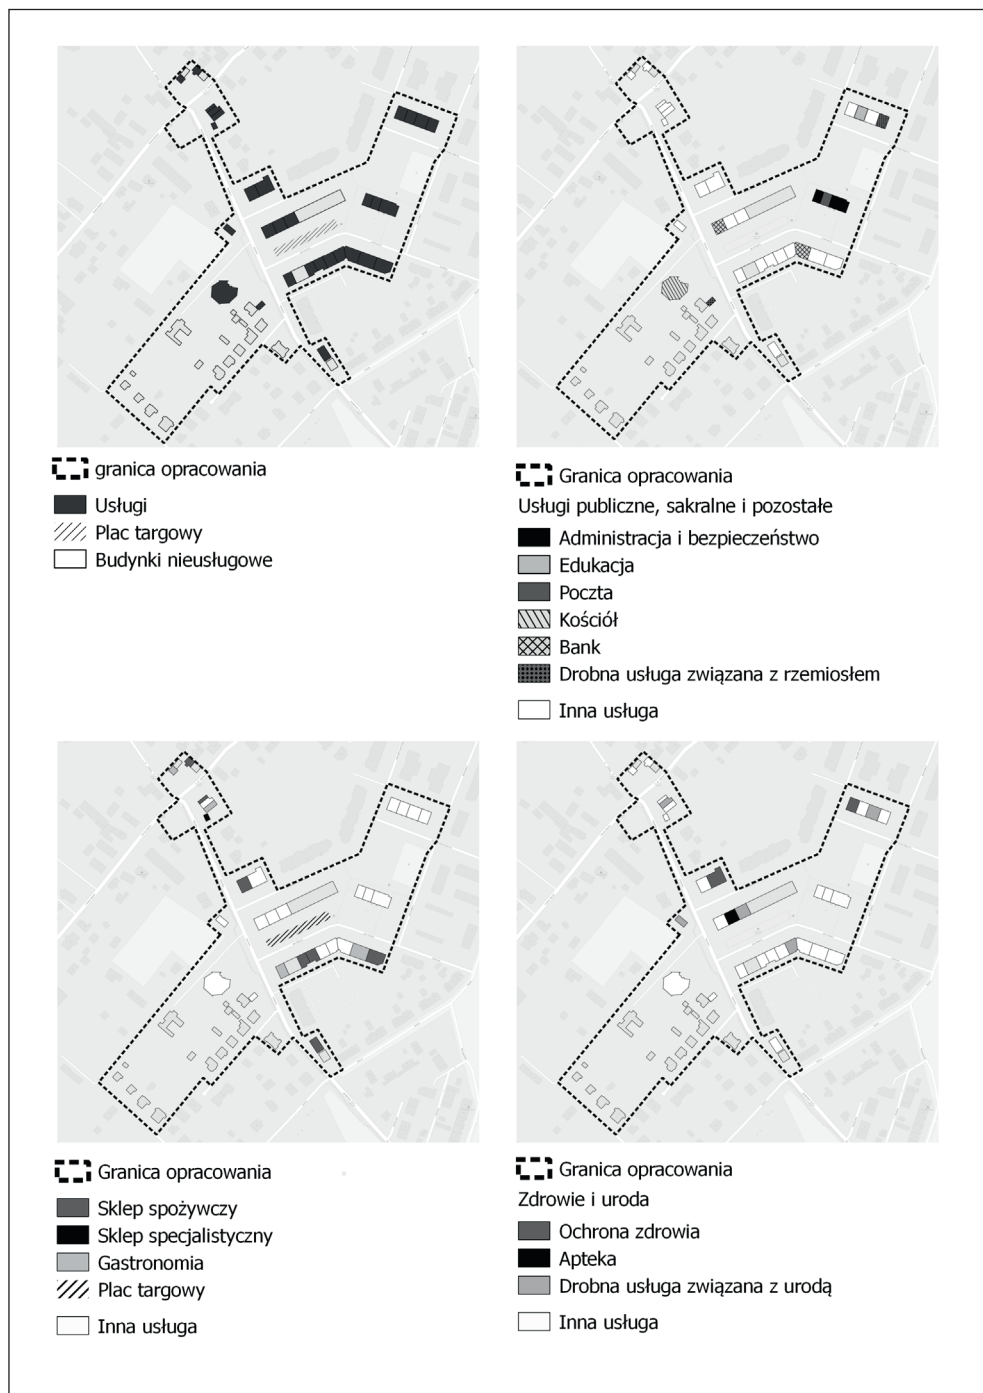 granica opracowania
Usługi
Plac targowy
Budynki nieusługowe
Granica opracowania
Usługi publiczne, sakralne i pozostałe
Administracja i bezpieczeństwo
Edukacja
Poczta
Kościół
Bank
Drobna usługa związana z rzemiosłem
Inna usługa
Granica opracowania
Sklep spożywczy
Sklep specjalistyczny
Gastronomia
Plac targowy
Inna usługa
Granica opracowania
Zdrowie i uroda
Ochrona zdrowia
Apteka
Drobna usługa związana z urodą
Inna usługa